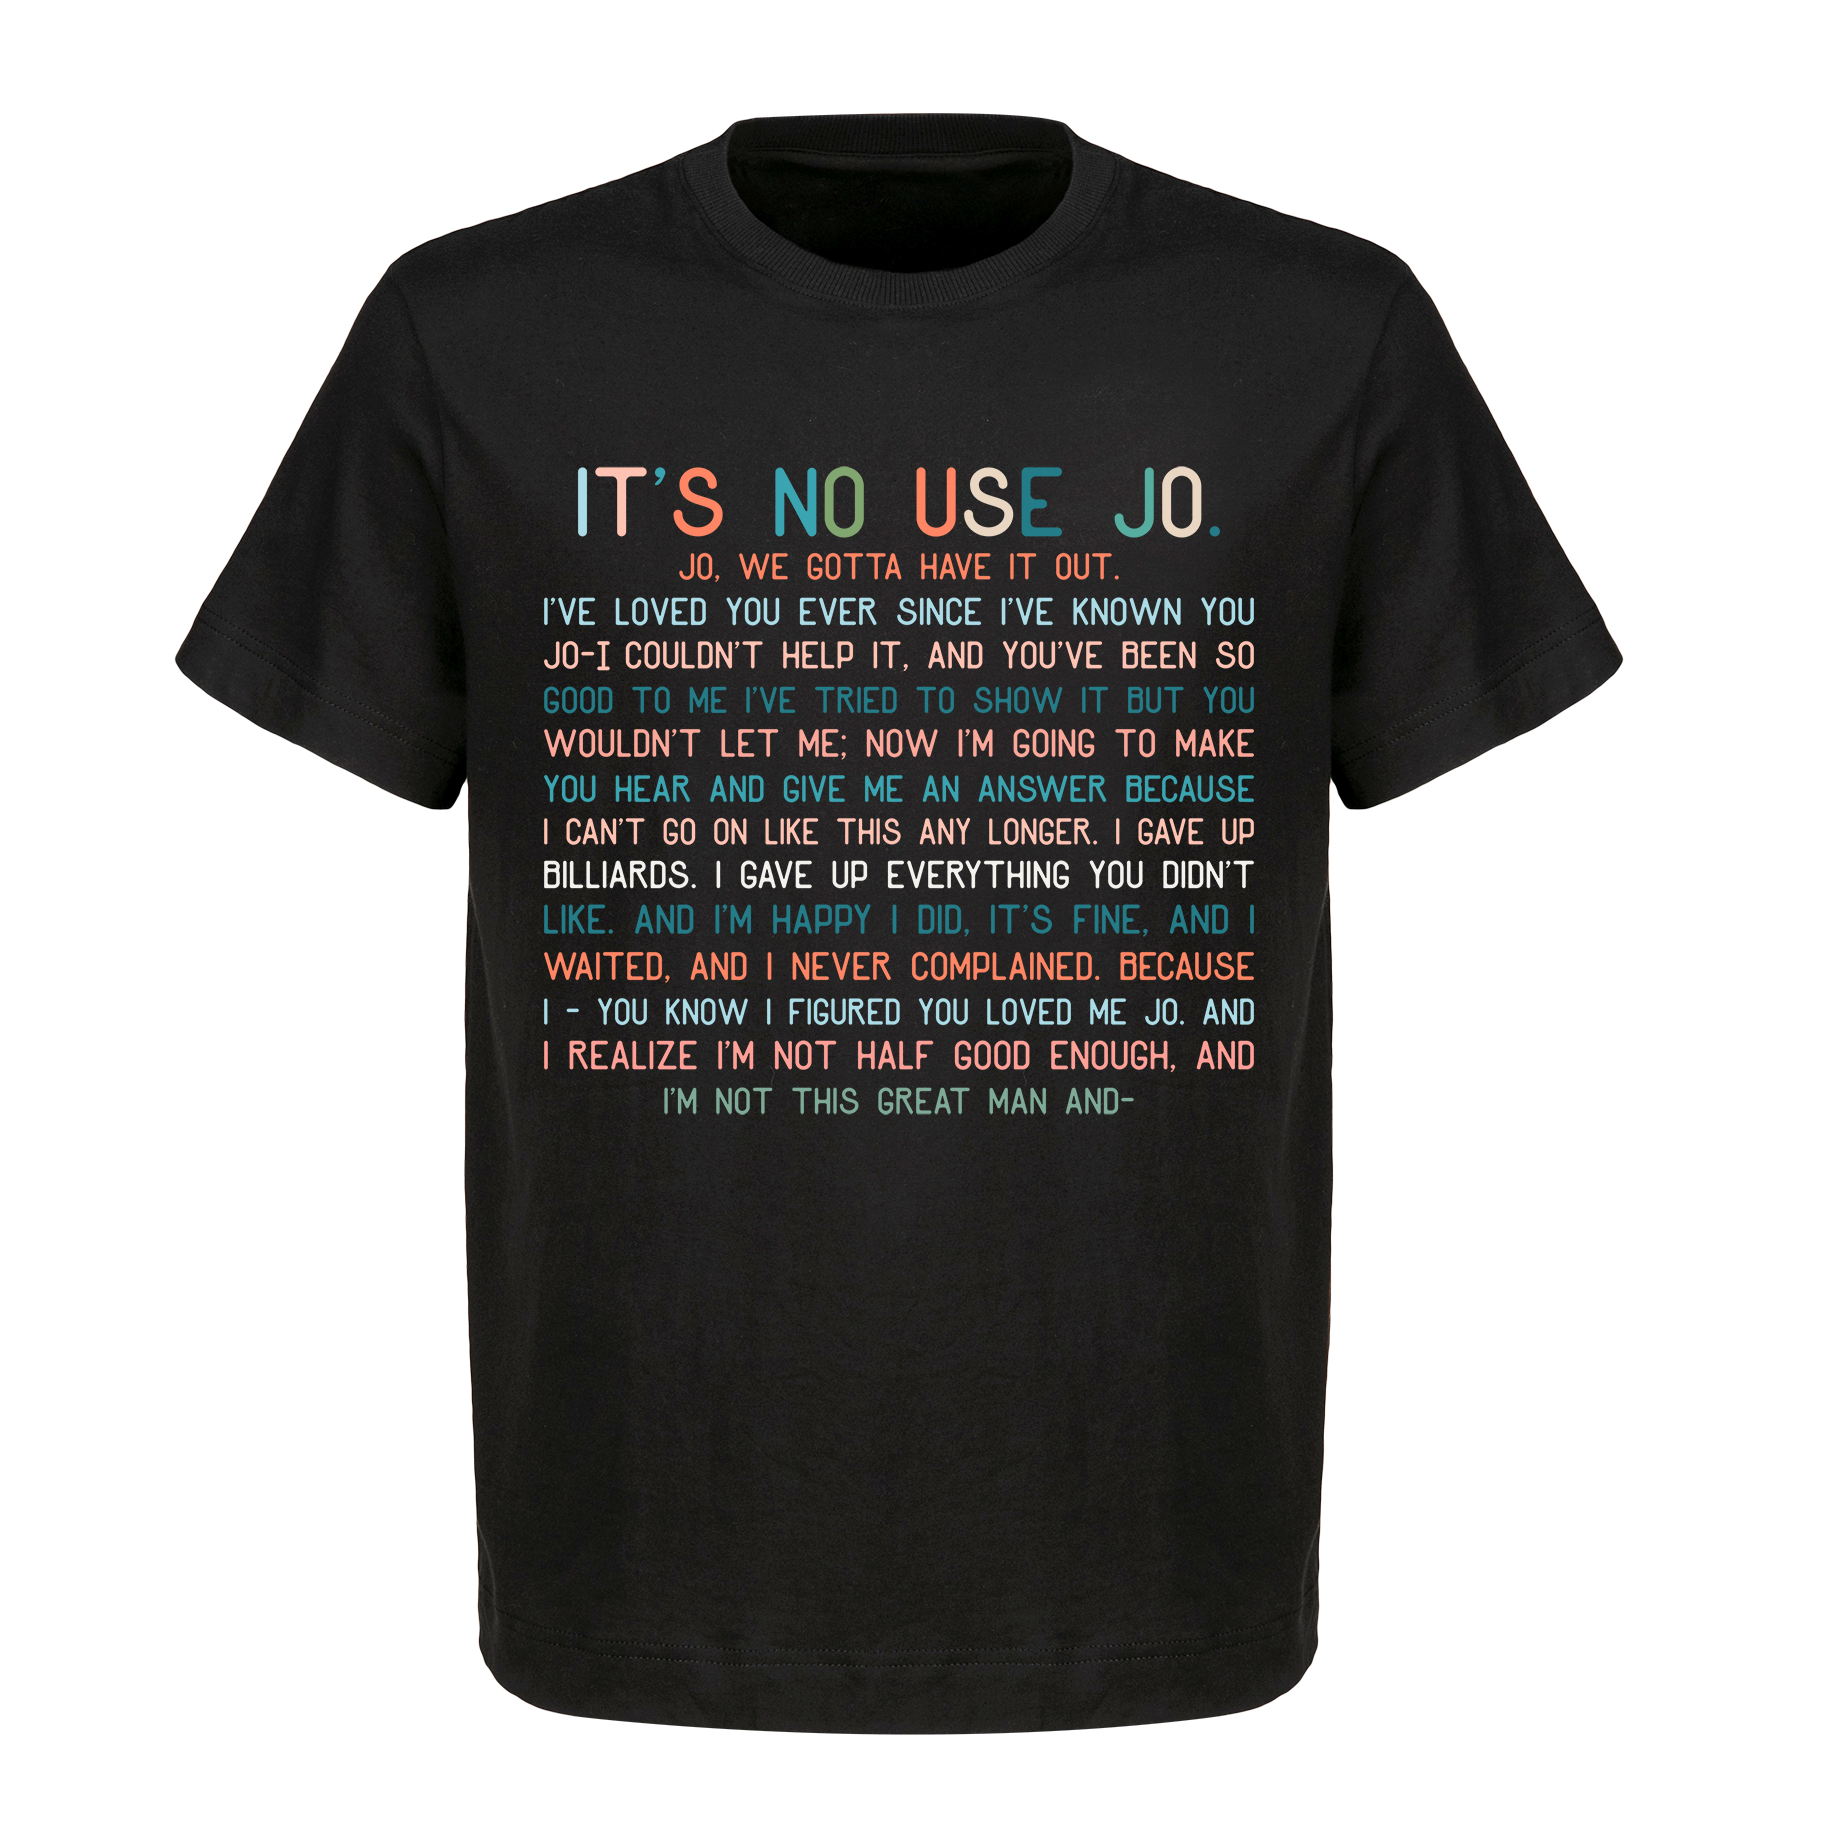 IT'S NO USE JO.
JO, WE GOTTA HAVE IT OUT.
I'VE LOVED YOU EVER SINCE I'VE KNOWN YOU
JO-I COULDN'T HELP IT, AND YOU'VE BEEN SO
GOOD TO ME I'VE TRIED TO SHOW IT BUT YOU
WOULDN'T LET ME; NOW I'M GOING TO MAKE
YOU HEAR AND GIVE ME AN ANSWER BECAUSE
I CAN'T GO ON LIKE THIS ANY LONGER. I GAVE UP
BILLIARDS. I GAVE UP EVERYTHING YOU DIDN'T
LIKE. AND I'M HAPPY I DID, IT'S FINE, AND I
WAITED, AND I NEVER COMPLAINED. BECAUSE
I - YOU KNOW I FIGURED YOU LOVED ME JO. AND
I REALIZE I'M NOT HALF GOOD ENOUGH, AND
I'M NOT THIS GREAT MAN AND-